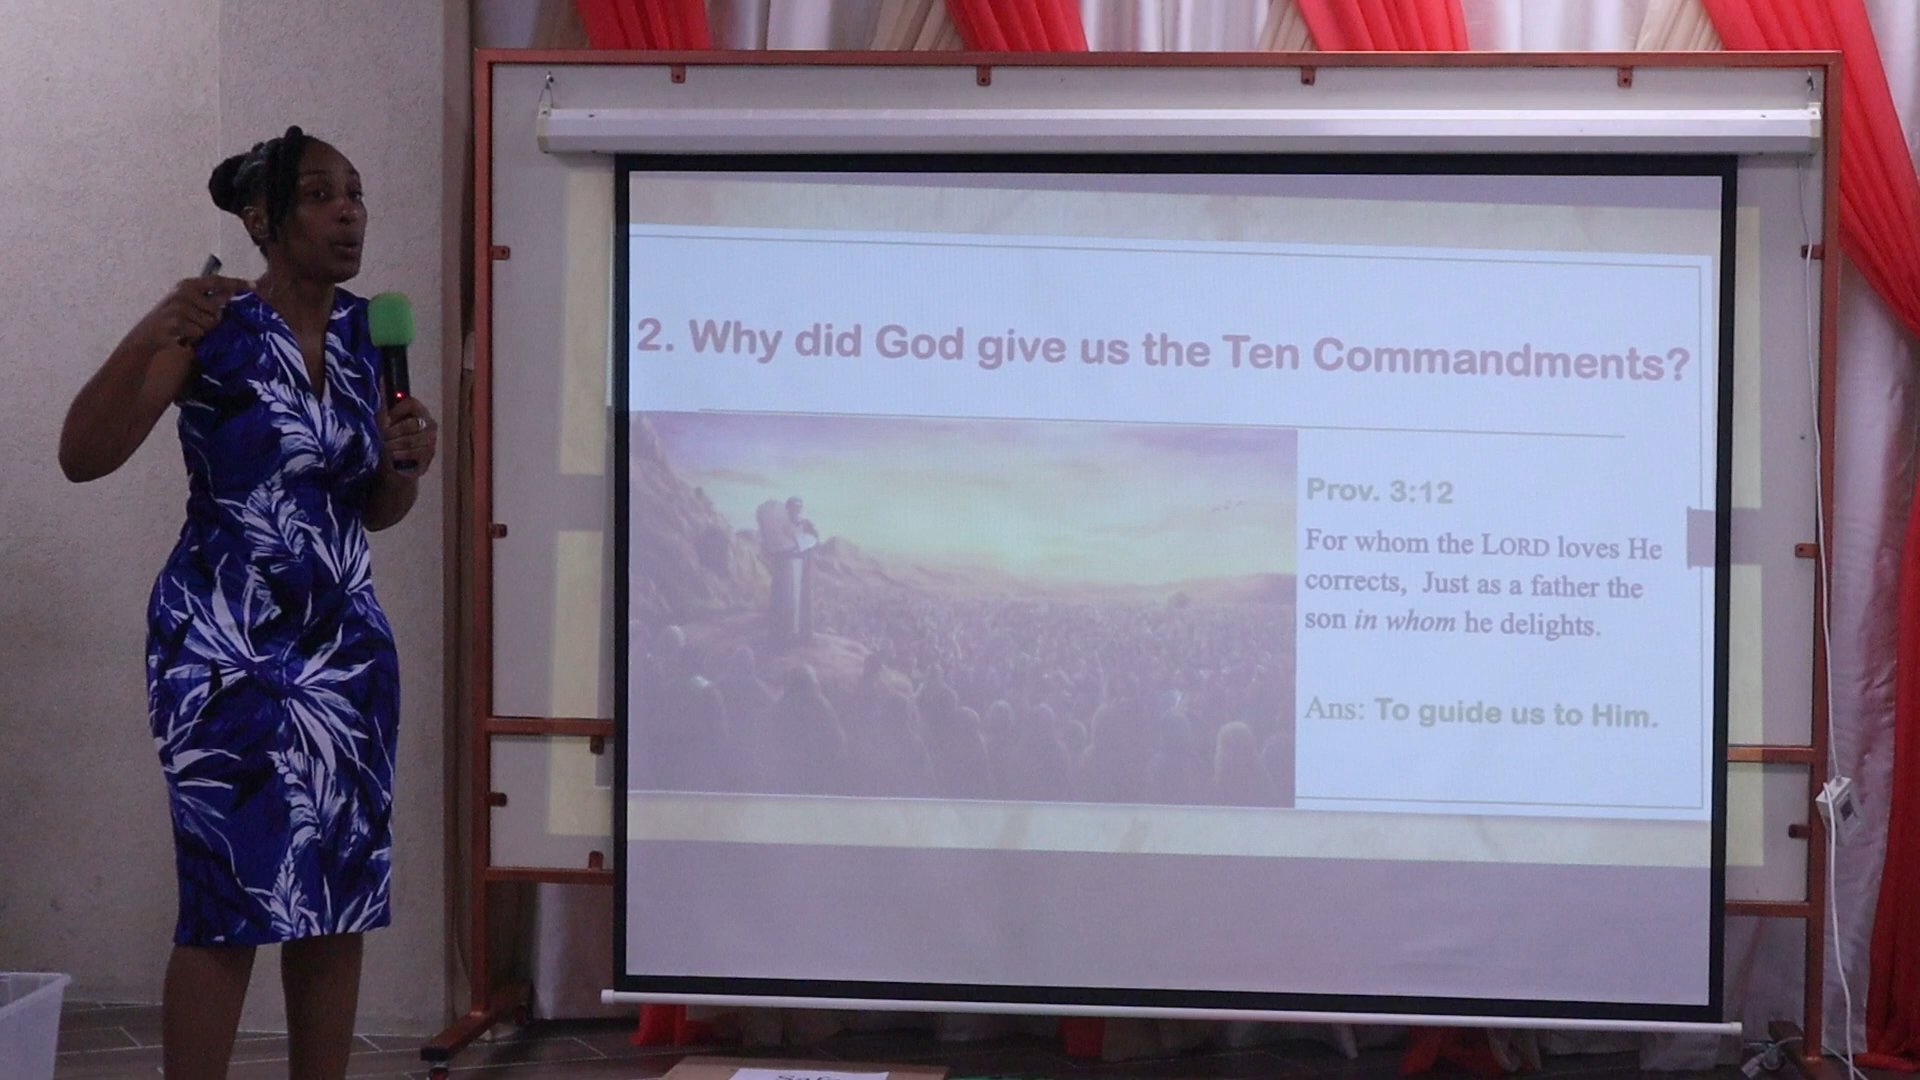 2. Why did God give us the Ten Commandments?
Prov. 3:12
For whom the LORD loves He
corrects, Just as a father the
son in whom he delights.
Ans: To guide us to Him.